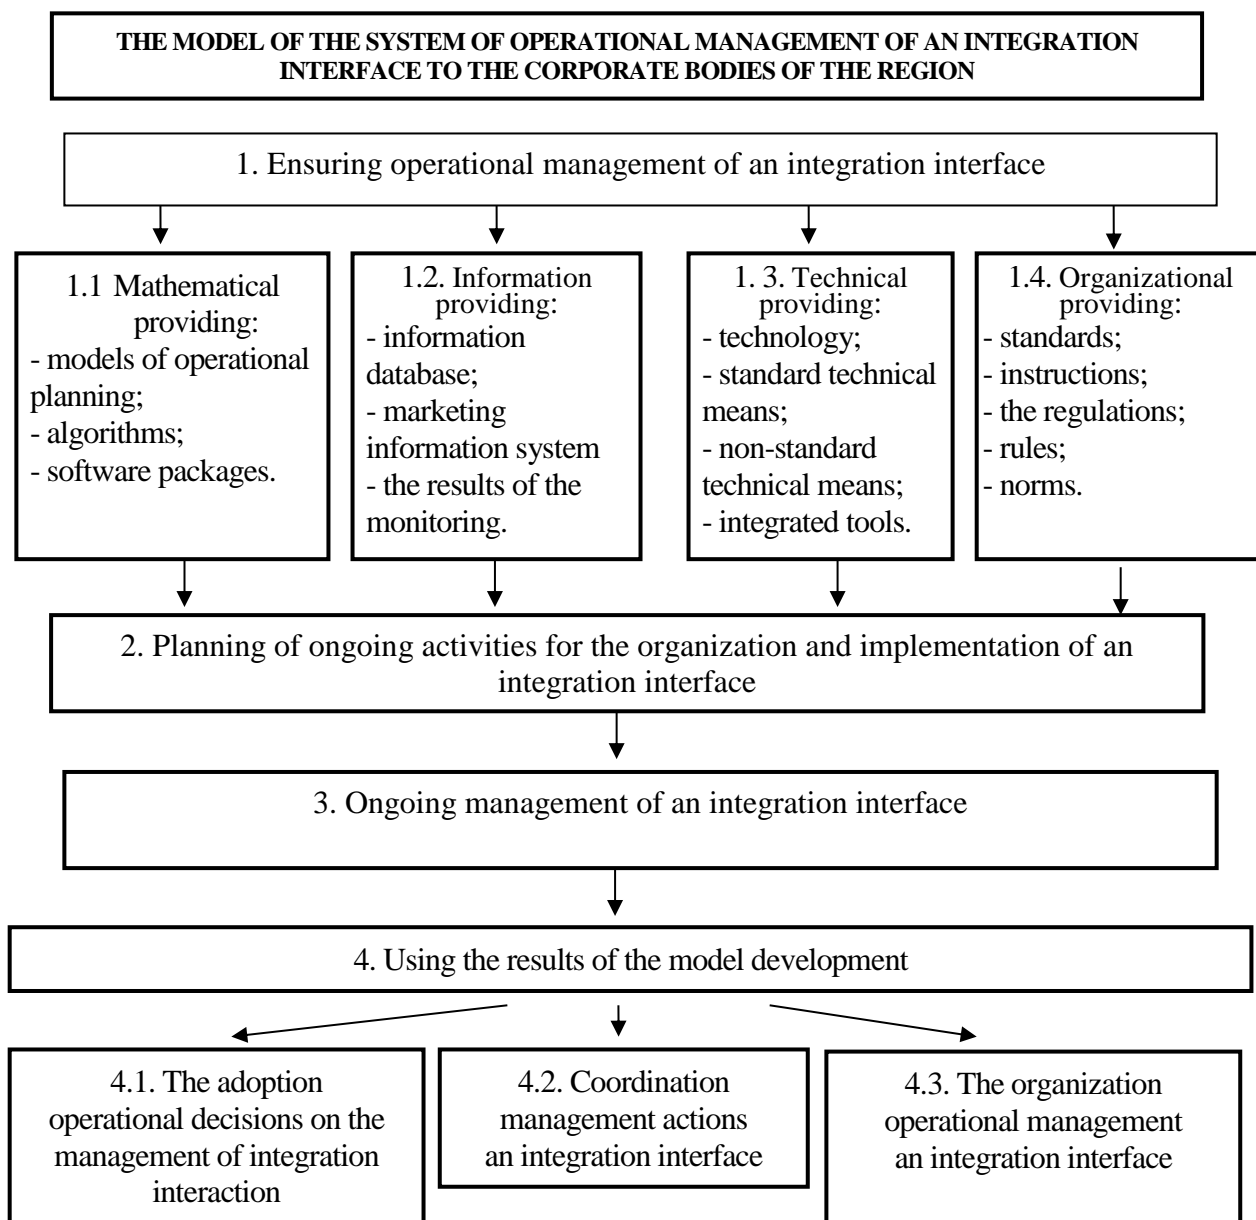 THE MODEL OF THE SYSTEM OF OPERATIONAL MANAGEMENT OF AN INTEGRATION
INTERFACE TO THE CORPORATE BODIES OF THE REGION
1. Ensuring operational management of an integration interface
1.1 Mathematical
providing:
- models of operational
planning;
- algorithms;
- software packages.
1.2. Information
providing:
- information
database;
- marketing
information system
- the results of the
monitoring.
1. 3. Technical
providing:
- technology;
- standard technical
means;
- non-standard
technical means;
- integrated tools.
1.4. Organizational
providing:
- standards;
- instructions;
- the regulations;
- rules;
- norms.
2. Planning of ongoing activities for the organization and implementation of an
integration interface
3. Ongoing management of an integration interface
4. Using the results of the model development
4.1. The adoption
operational decisions on the
management of integration
interaction
4.2. Coordination
management actions
an integration interface
4.3. The organization
operational management
an integration interface